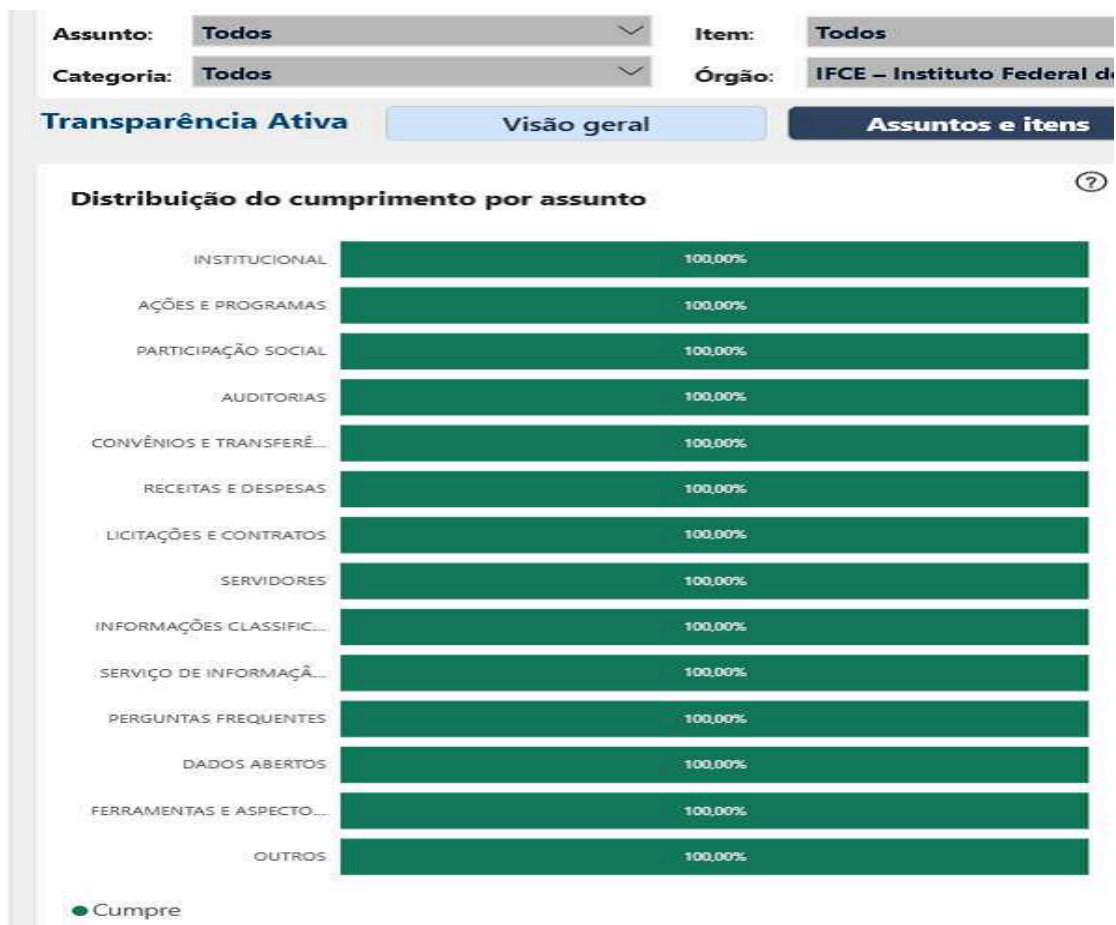 Assunto: Todos Item: Todos
Categoria: Todos Órgão: IFCE – Instituto Federal de
Transparência Ativa Visão geral Assuntos e itens
Distribuição do cumprimento por assunto ?
INSTITUCIONAL 100,00%
AÇÕES E PROGRAMAS 100,00%
PARTICIPAÇÃO SOCIAL 100,00%
AUDITORIAS 100,00%
CONVÊNIOS E TRANSFERÊ... 100,00%
RECEITAS E DESPESAS 100,00%
LICITAÇÕES E CONTRATOS 100,00%
SERVIDORES 100,00%
INFORMAÇÕES CLASSIFIC... 100,00%
SERVIÇO DE INFORMAÇÃ... 100,00%
PERGUNTAS FREQUENTES 100,00%
DADOS ABERTOS 100,00%
FERRAMENTAS E ASPECTO... 100,00%
OUTROS 100,00%
Cumpre